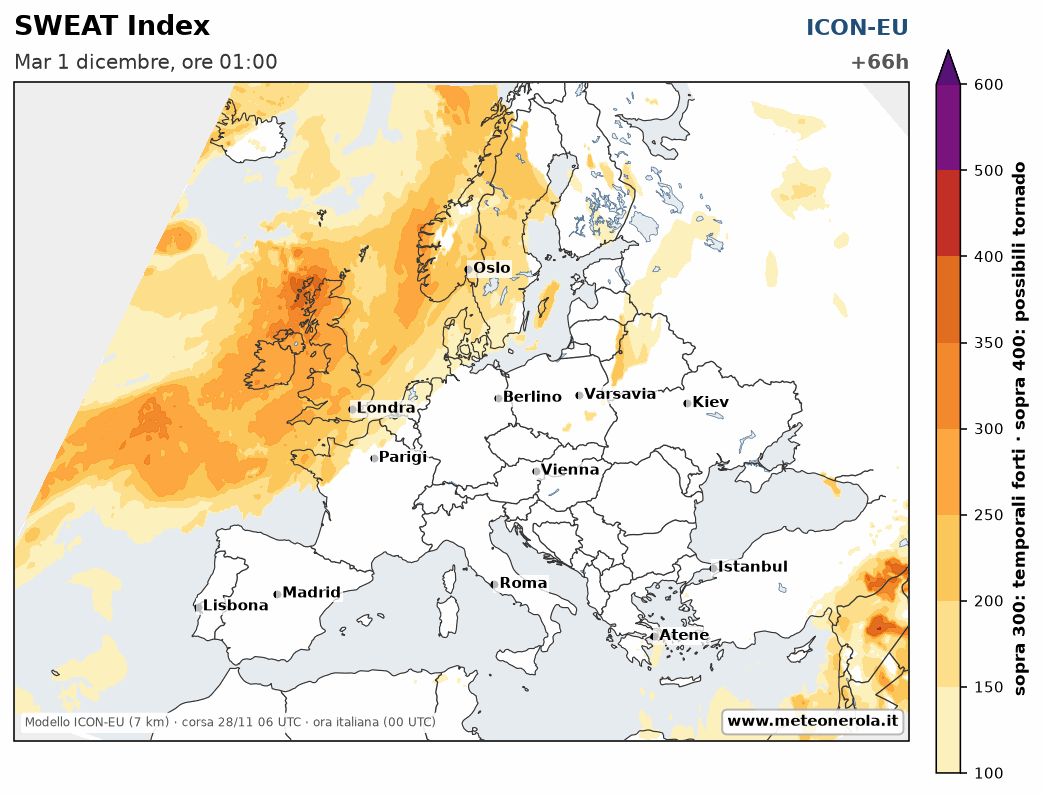 SWEAT Index
ICON-EU
Mar 1 dicembre, ore 01:00
+66h
Oslo
Londra
Berlino
Varsavia
Kiev
Parigi
Vienna
Istanbul
Roma
Madrid
Lisbona
Atene
Modello ICON-EU (7 km) · corsa 28/11 06 UTC · ora italiana (00 UTC)
www.meteonerola.it
600
500
400
350
300
250
200
150
100
sopra 300: temporali forti · sopra 400: possibili tornado